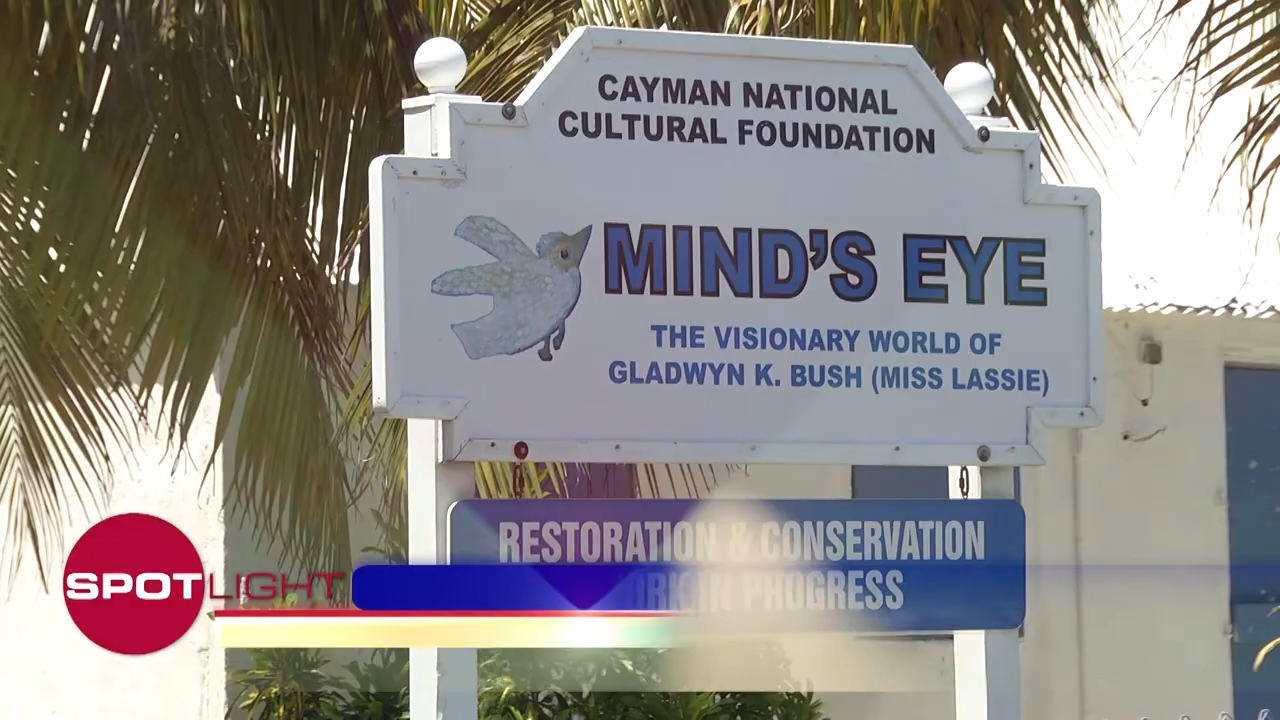 CAYMAN NATIONAL
CULTURAL FOUNDATION
MIND'S EYE
THE VISIONARY WORLD OF
GLADWYN K. BUSH (MISS LASSIE)
RESTORATION & CONSERVATION
PROGRESS
SPOTLIGHT